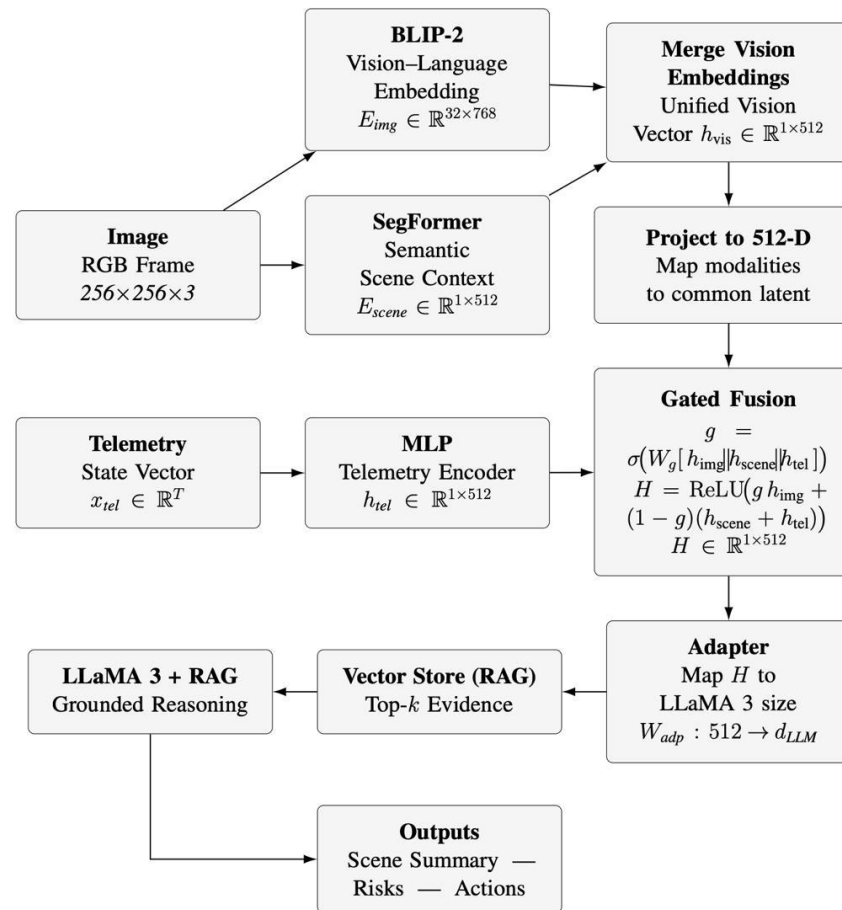 BLIP-2
Vision–Language
Embedding
E_img ∈ ℝ^32×768
Merge Vision
Embeddings
Unified Vision
Vector h_vis ∈ ℝ^1×512
Image
RGB Frame
256×256×3
SegFormer
Semantic
Scene Context
E_scene ∈ ℝ^1×512
Project to 512-D
Map modalities
to common latent
Telemetry
State Vector
x_tel ∈ ℝ^T
MLP
Telemetry Encoder
h_tel ∈ ℝ^1×512
Gated Fusion
g =
σ(W_g[h_img‖h_scene‖h_tel])
H = ReLU(g h_img +
(1 − g)(h_scene + h_tel))
H ∈ ℝ^1×512
LLaMA 3 + RAG
Grounded Reasoning
Vector Store (RAG)
Top-k Evidence
Adapter
Map H to
LLaMA 3 size
W_adp : 512 → d_LLM
Outputs
Scene Summary —
Risks — Actions